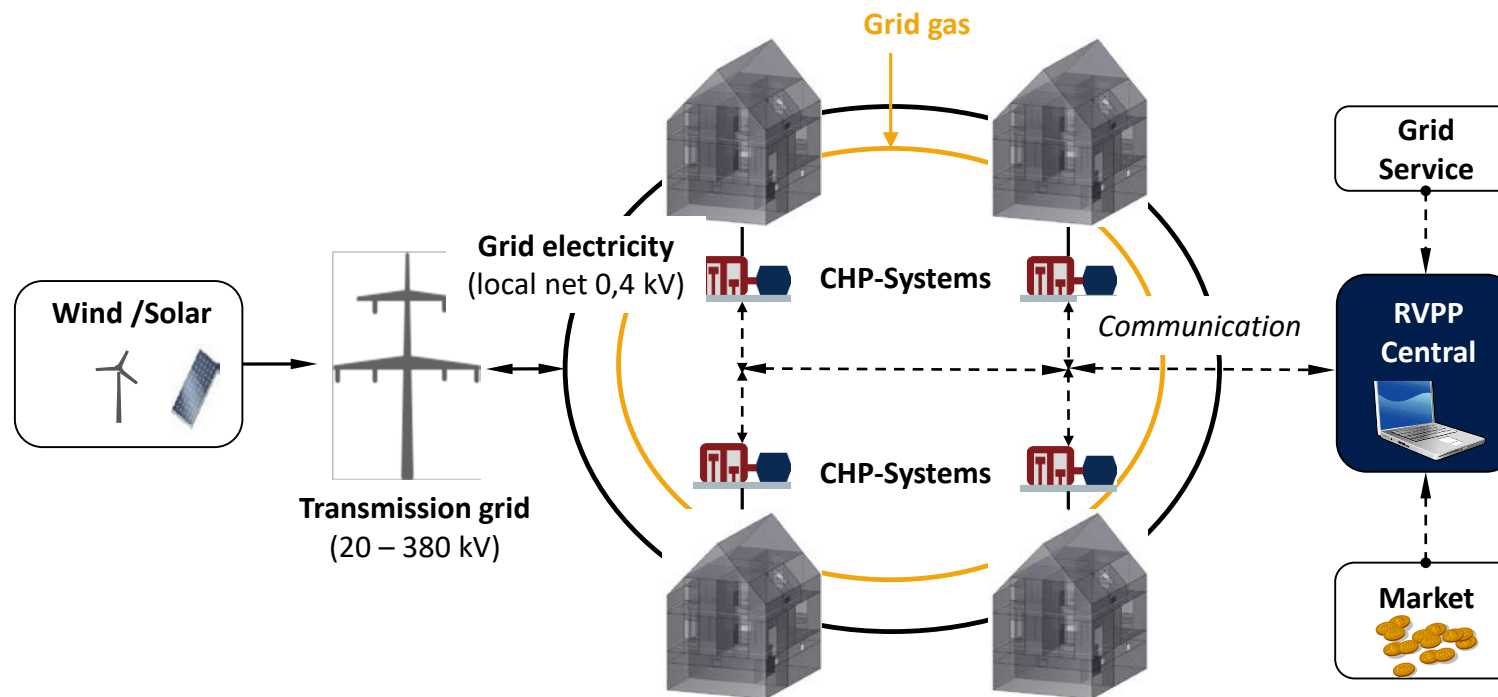 Grid gas
Grid
Service
Grid electricity
(local net 0,4 kV)
CHP-Systems
Wind /Solar
Communication
RVPP
Central
CHP-Systems
Transmission grid
(20 – 380 kV)
Market